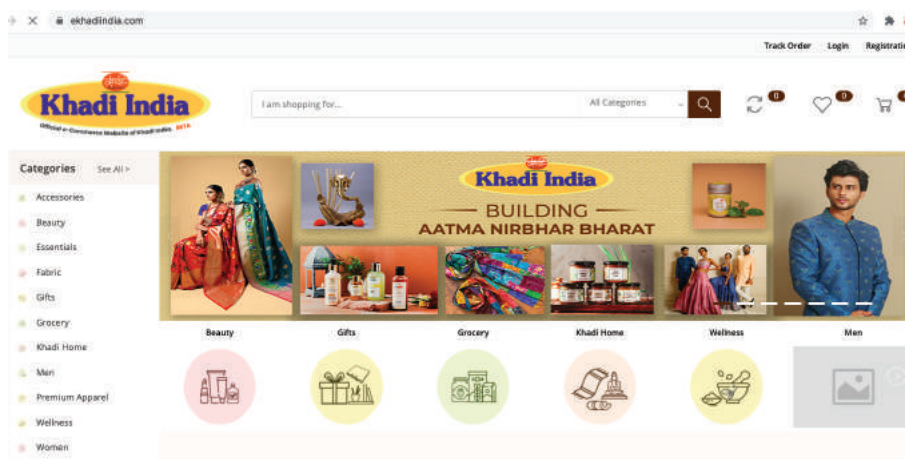 ekhadiindia.com
Track Order Login Registratio
Khadi India
Official e-Commerce Website of Khadi India BETA
I am shopping for...
All Categories
0
0
Categories See All >
Accessories
Beauty
Essentials
Fabric
Gifts
Grocery
Khadi Home
Men
Premium Apparel
Wellness
Women
Khadi India
BUILDING
AATMA NIRBHAR BHARAT
Beauty Gifts Grocery Khadi Home Wellness Men